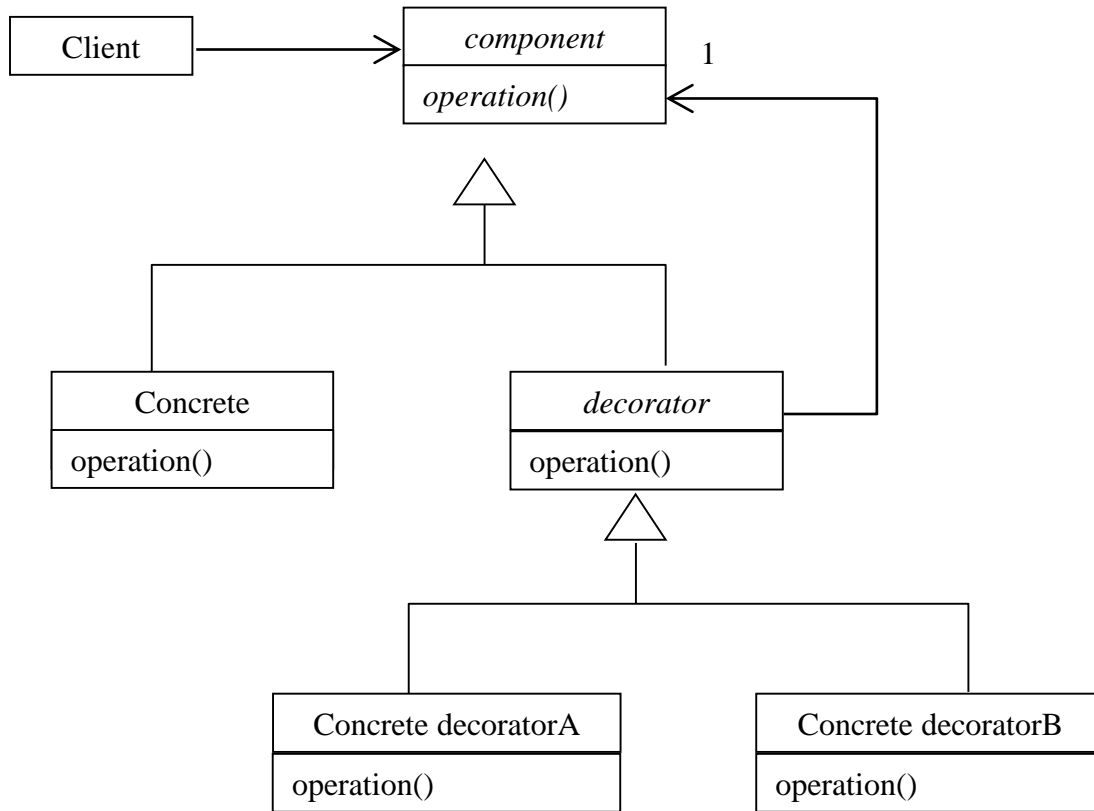 Client
component
1
operation()
Concrete
decorator
operation()
operation()
Concrete decoratorA
Concrete decoratorB
operation()
operation()